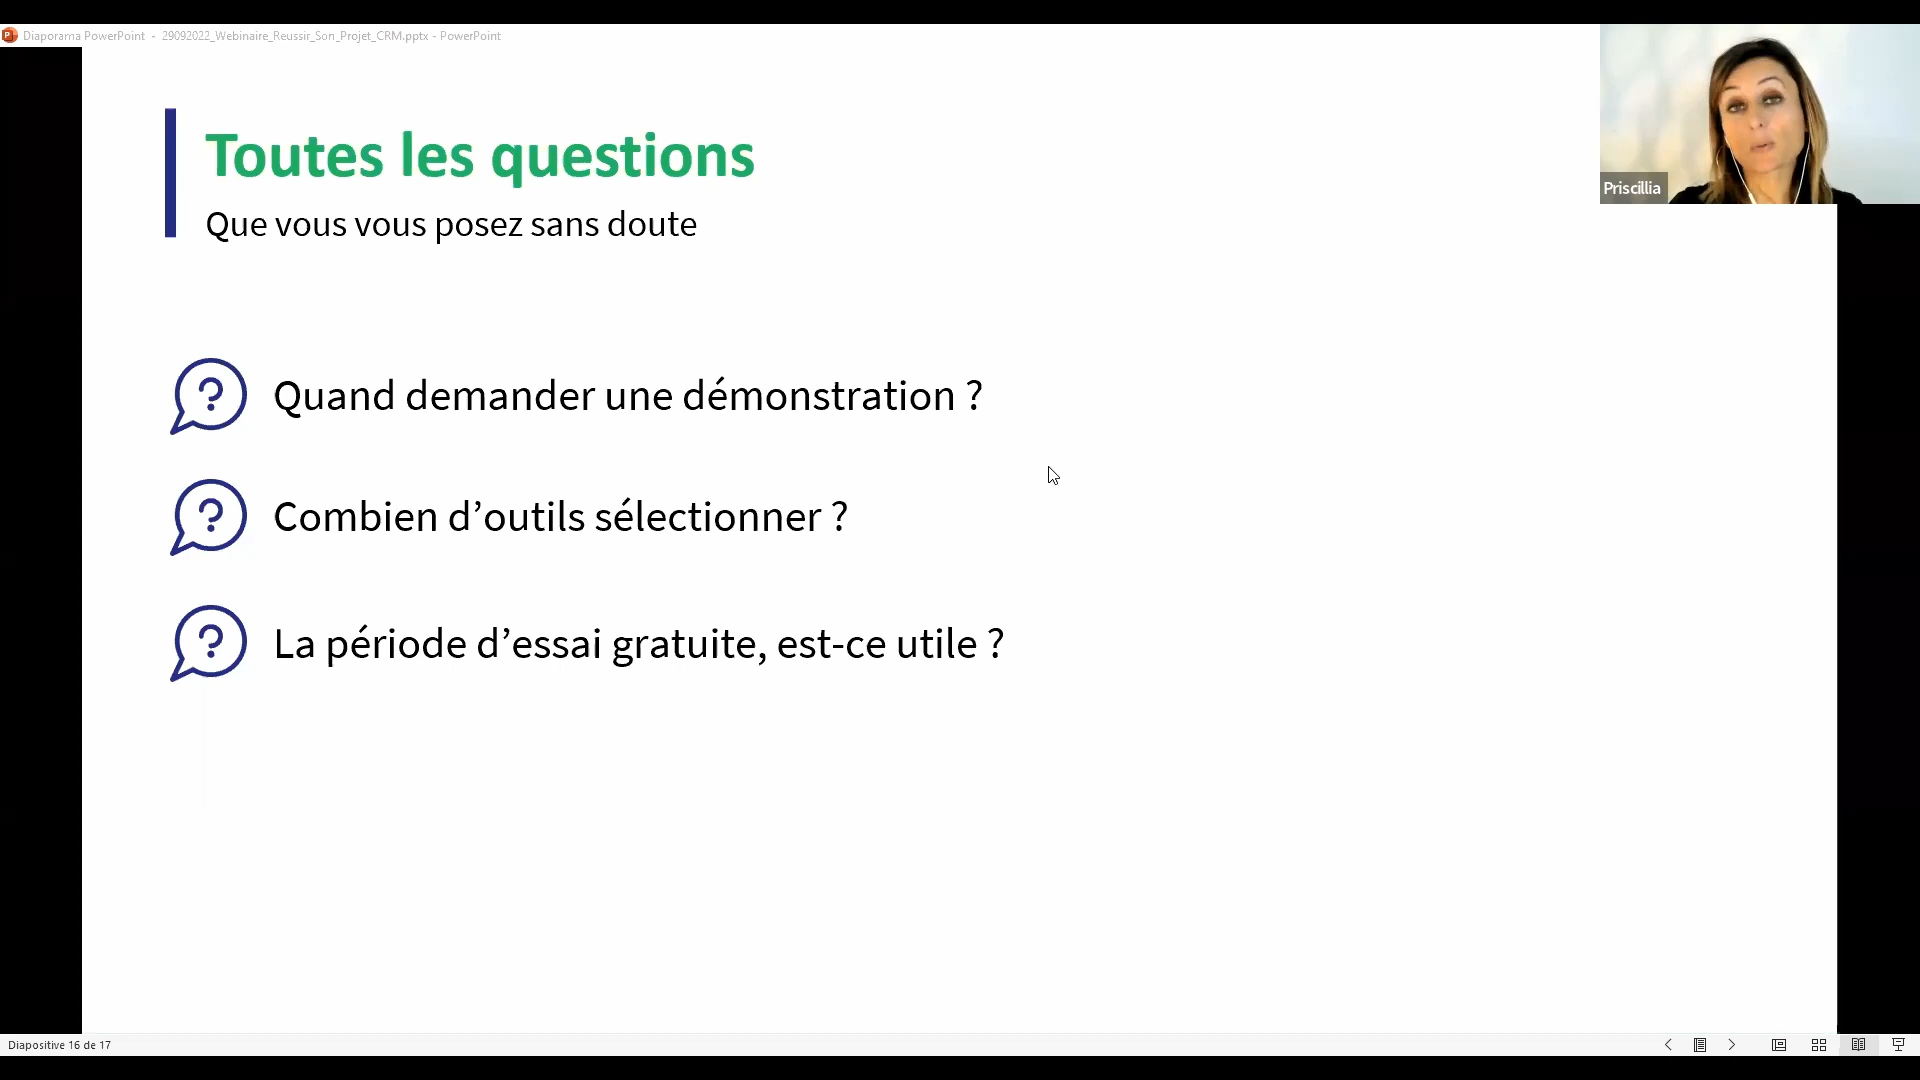 Diaporama PowerPoint - 29092022_Webinaire_Reussir_Son_Projet_CRM.pptx - PowerPoint
Priscillia
Toutes les questions
Que vous vous posez sans doute
? Quand demander une démonstration ?
? Combien d’outils sélectionner ?
? La période d’essai gratuite, est-ce utile ?
Diapositive 16 de 17